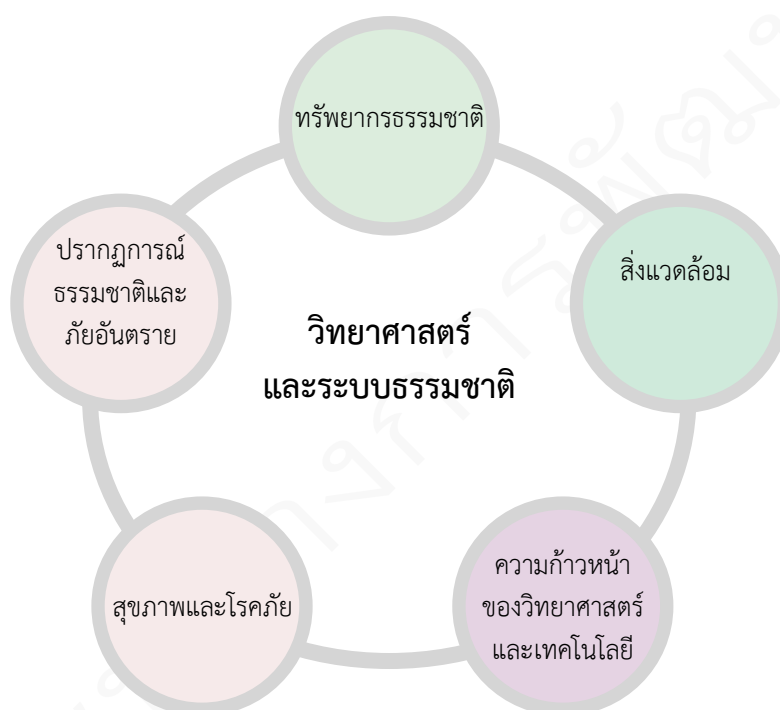 ทรัพยากรธรรมชาติ
สิ่งแวดล้อม
ความก้าวหน้า
ของวิทยาศาสตร์
และเทคโนโลยี
สุขภาพและโรคภัย
ปรากฏการณ์
ธรรมชาติและ
ภัยอันตราย
วิทยาศาสตร์
และระบบธรรมชาติ